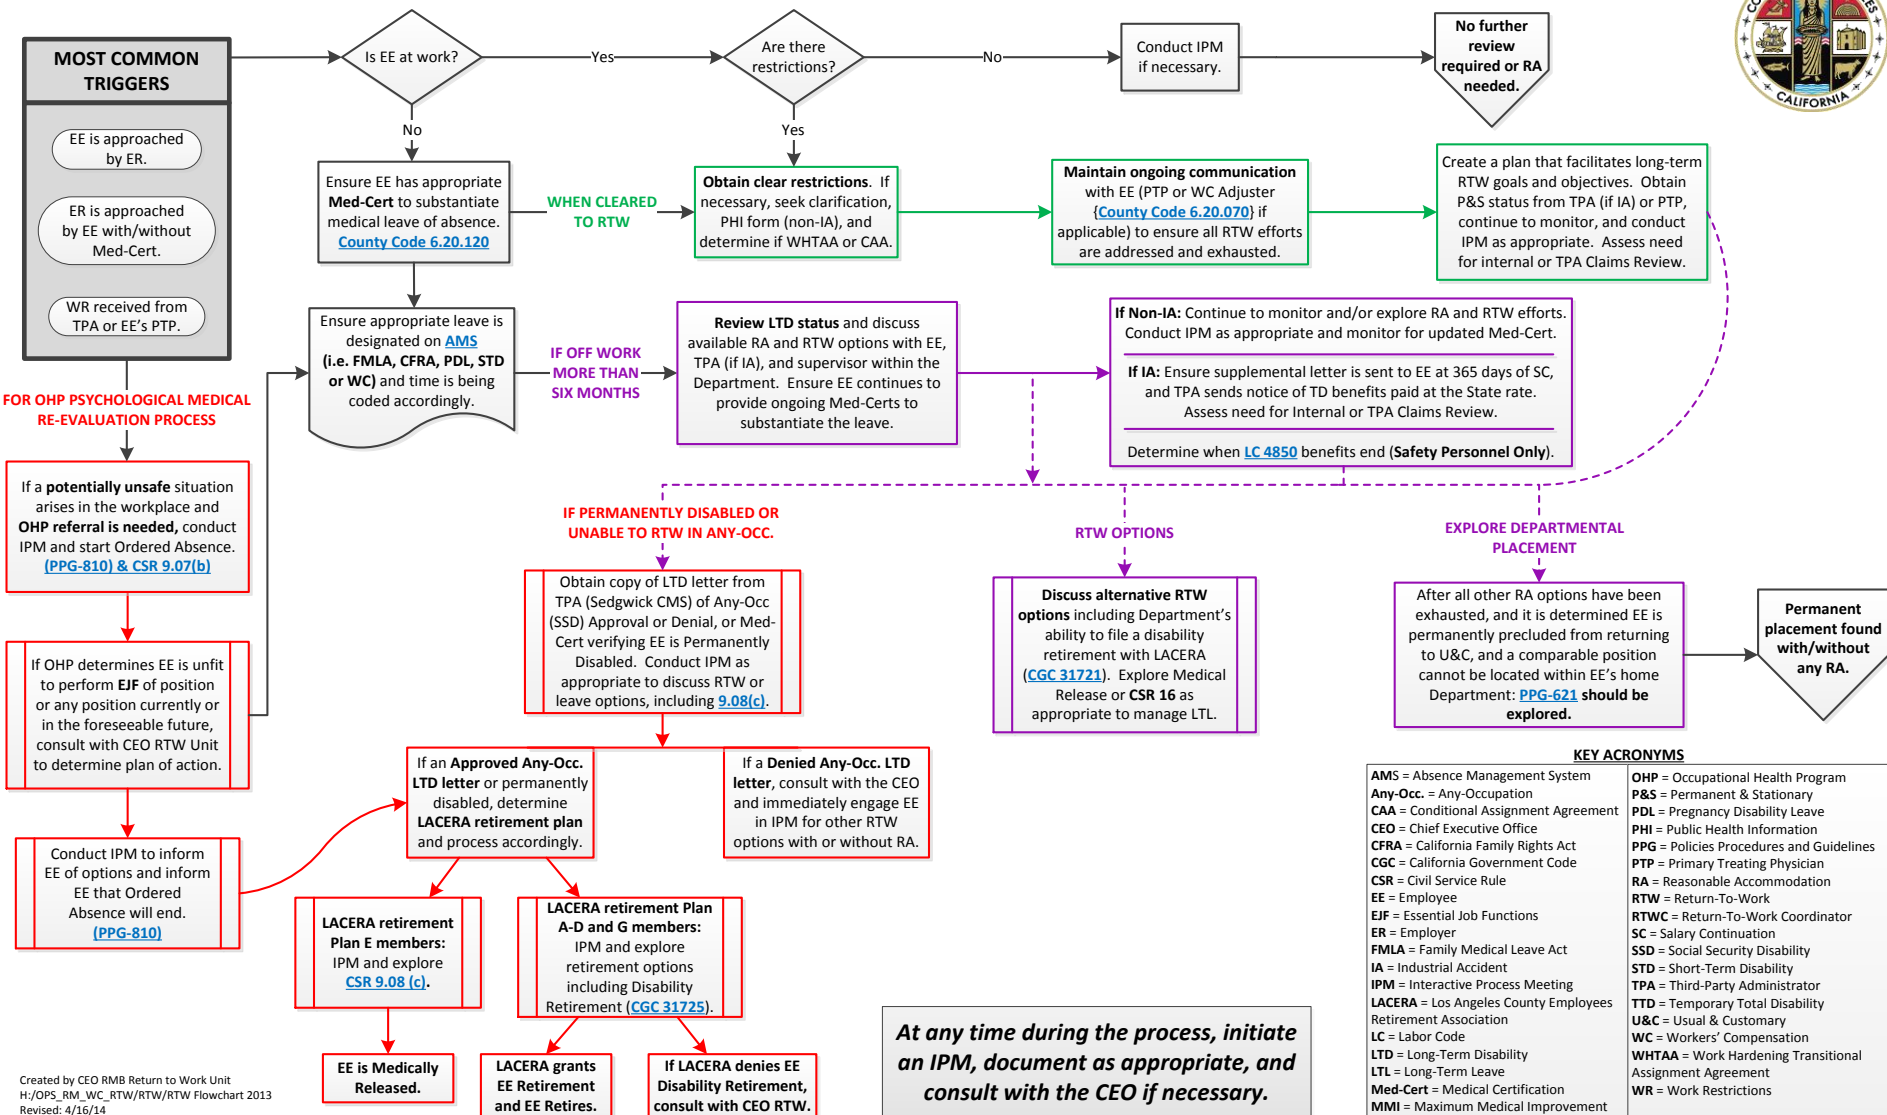 MOST COMMON
TRIGGERS
EE is approached
by ER.
ER is approached
by EE with/without
Med-Cert.
WR received from
TPA or EE's PTP.
Is EE at work?
Yes
Are there
restrictions?
No
Conduct IPM
if necessary.
No further
review
required or RA
needed.
CALIFORNIA
No
Yes
Ensure EE has appropriate
Med-Cert to substantiate
medical leave of absence.
County Code 6.20.120
WHEN CLEARED
TO RTW
Obtain clear restrictions. If
necessary, seek clarification,
PHI form (non-IA), and
determine if WHTAA or CAA.
Maintain ongoing communication
with EE (PTP or WC Adjuster
{County Code 6.20.070} if
applicable) to ensure all RTW efforts
are addressed and exhausted.
Create a plan that facilitates long-term
RTW goals and objectives. Obtain
P&S status from TPA (if IA) or PTP,
continue to monitor, and conduct
IPM as appropriate. Assess need
for internal or TPA Claims Review.
Ensure appropriate leave is
designated on AMS
(i.e. FMLA, CFRA, PDL, STD
or WC) and time is being
coded accordingly.
IF OFF WORK
MORE THAN
SIX MONTHS
Review LTD status and discuss
available RA and RTW options with EE,
TPA (if IA), and supervisor within the
Department. Ensure EE continues to
provide ongoing Med-Certs to
substantiate the leave.
If Non-IA: Continue to monitor and/or explore RA and RTW efforts.
Conduct IPM as appropriate and monitor for updated Med-Cert.
If IA: Ensure supplemental letter is sent to EE at 365 days of SC,
and TPA sends notice of TD benefits paid at the State rate.
Assess need for Internal or TPA Claims Review.
Determine when LC 4850 benefits end (Safety Personnel Only).
FOR OHP PSYCHOLOGICAL MEDICAL
RE-EVALUATION PROCESS
If a potentially unsafe situation
arises in the workplace and
OHP referral is needed, conduct
IPM and start Ordered Absence.
(PPG-810) & CSR 9.07(b)
If OHP determines EE is unfit
to perform EJF of position
or any position currently or
in the foreseeable future,
consult with CEO RTW Unit
to determine plan of action.
Conduct IPM to inform
EE of options and inform
EE that Ordered
Absence will end.
(PPG-810)
IF PERMANENTLY DISABLED OR
UNABLE TO RTW IN ANY-OCC.
Obtain copy of LTD letter from
TPA (Sedgwick CMS) of Any-Occ
(SSD) Approval or Denial, or Med-
Cert verifying EE is Permanently
Disabled. Conduct IPM as
appropriate to discuss RTW or
leave options, including 9.08(c).
RTW OPTIONS
Discuss alternative RTW
options including Department's
ability to file a disability
retirement with LACERA
(CGC 31721). Explore Medical
Release or CSR 16 as
appropriate to manage LTL.
EXPLORE DEPARTMENTAL
PLACEMENT
After all other RA options have been
exhausted, and it is determined EE is
permanently precluded from returning
to U&C, and a comparable position
cannot be located within EE's home
Department: PPG-621 should be
explored.
Permanent
placement found
with/without
any RA.
If an Approved Any-Occ.
LTD letter or permanently
disabled, determine
LACERA retirement plan
and process accordingly.
If a Denied Any-Occ. LTD
letter, consult with the CEO
and immediately engage EE
in IPM for other RTW
options with or without RA.
LACERA retirement
Plan E members:
IPM and explore
CSR 9.08 (c).
LACERA retirement Plan
A-D and G members:
IPM and explore
retirement options
including Disability
Retirement (CGC 31725).
EE is Medically
Released.
LACERA grants
EE Retirement
and EE Retires.
If LACERA denies EE
Disability Retirement,
consult with CEO RTW.
At any time during the process, initiate
an IPM, document as appropriate, and
consult with the CEO if necessary.
KEY ACRONYMS
AMS = Absence Management System
Any-Occ. = Any-Occupation
CAA = Conditional Assignment Agreement
CEO = Chief Executive Office
CFRA = California Family Rights Act
CGC = California Government Code
CSR = Civil Service Rule
EE = Employee
EJF = Essential Job Functions
ER = Employer
FMLA = Family Medical Leave Act
IA = Industrial Accident
IPM = Interactive Process Meeting
LACERA = Los Angeles County Employees
Retirement Association
LC = Labor Code
LTD = Long-Term Disability
LTL = Long-Term Leave
Med-Cert = Medical Certification
MMI = Maximum Medical Improvement
OHP = Occupational Health Program
P&S = Permanent & Stationary
PDL = Pregnancy Disability Leave
PHI = Public Health Information
PPG = Policies Procedures and Guidelines
PTP = Primary Treating Physician
RA = Reasonable Accommodation
RTW = Return-To-Work
RTWC = Return-To-Work Coordinator
SC = Salary Continuation
SSD = Social Security Disability
STD = Short-Term Disability
TPA = Third-Party Administrator
TTD = Temporary Total Disability
U&C = Usual & Customary
WC = Workers' Compensation
WHTAA = Work Hardening Transitional
Assignment Agreement
WR = Work Restrictions
Created by CEO RMB Return to Work Unit
H:/OPS_RM_WC_RTW/RTW/RTW Flowchart 2013
Revised: 4/16/14